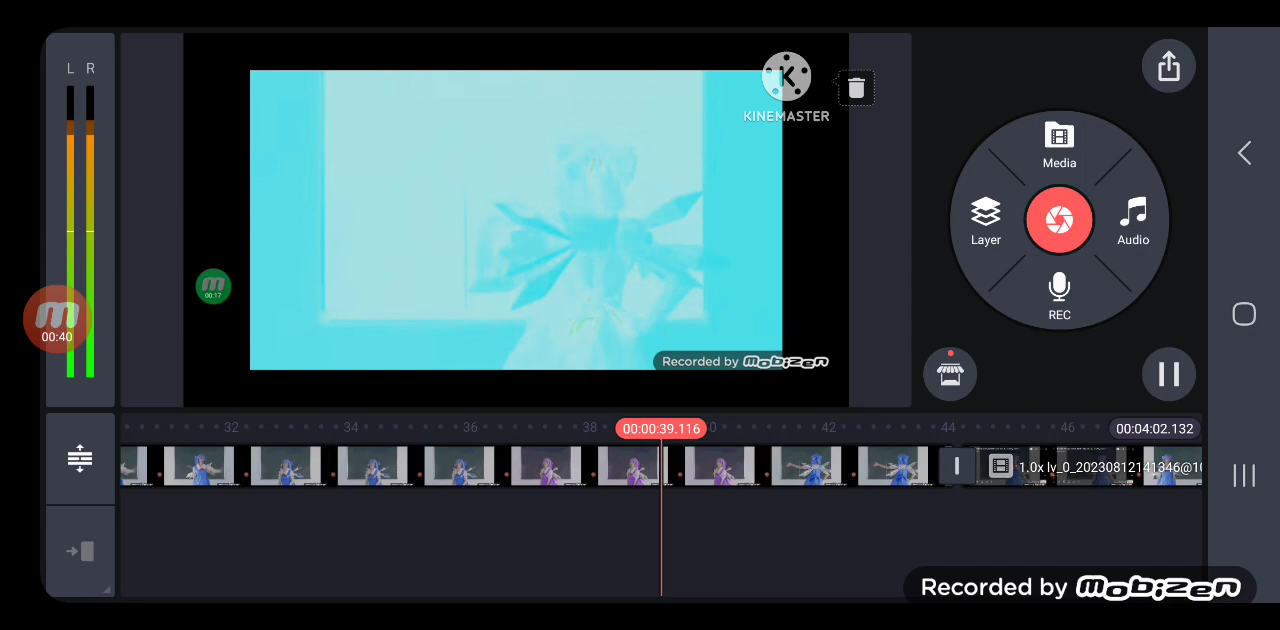 L R
KINEMASTER
Media
Layer
Audio
REC
m
00:17
m
00:40
Recorded by mobizen
32
34
36
38
00:00:39.116
0
42
44
46
00:04:02.132
1.0x lv_0_20230812141346@10
Recorded by mobizen